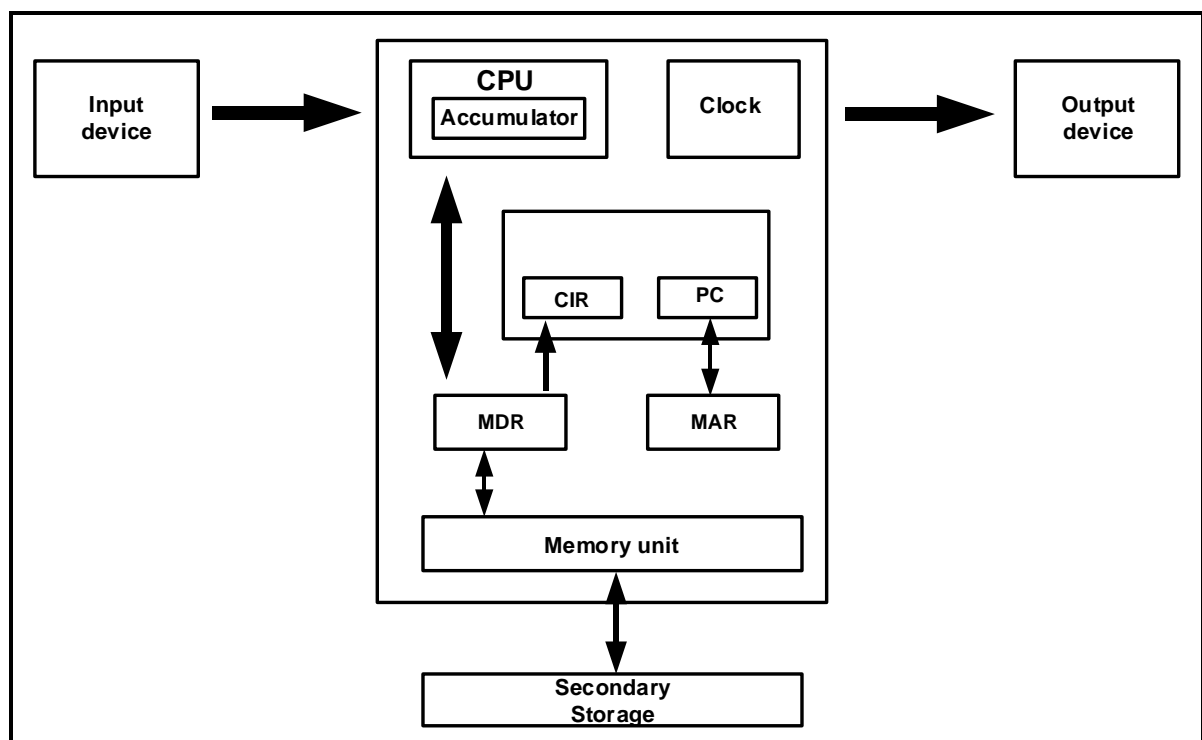 CPU
Input
device
Accumulator
Clock
Output
device
CIR
PC
MDR
MAR
Memory unit
Secondary
Storage